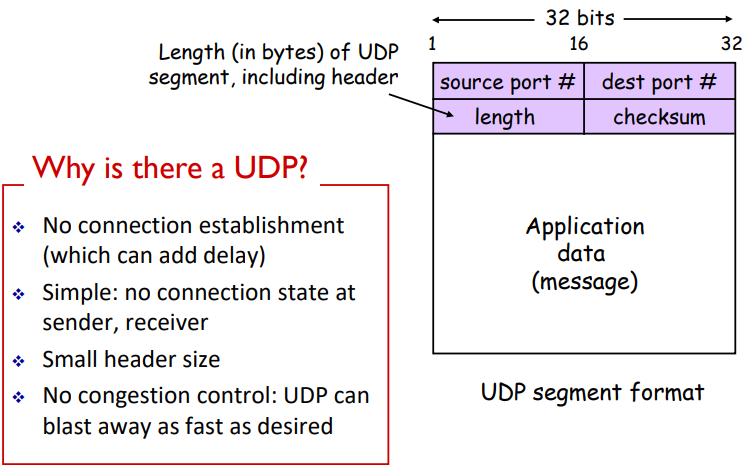 32 bits
Length (in bytes) of UDP
segment, including header
1 16 32
source port # dest port #
length checksum
Application
data
(message)
UDP segment format
Why is there a UDP?
No connection establishment
(which can add delay)
Simple: no connection state at
sender, receiver
Small header size
No congestion control: UDP can
blast away as fast as desired